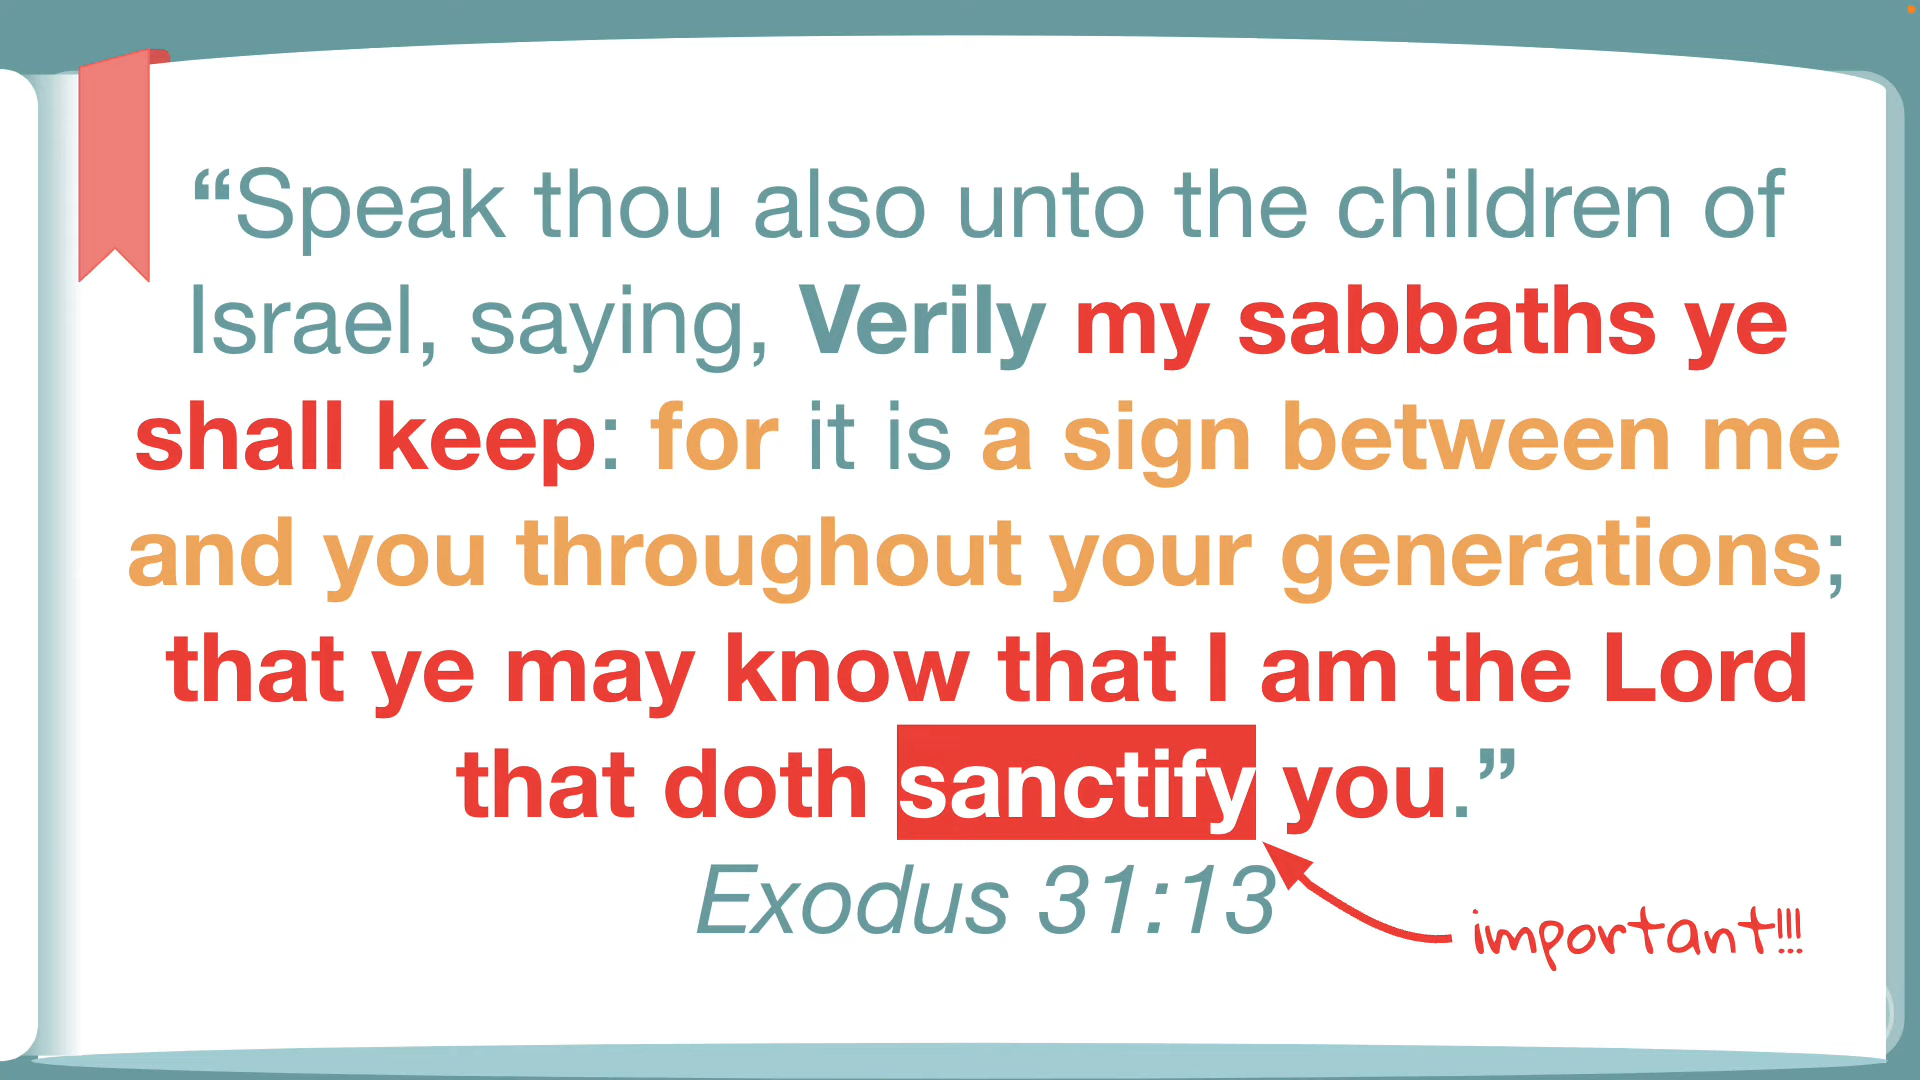 “Speak thou also unto the children of
Israel, saying, Verily my sabbaths ye
shall keep: for it is a sign between me
and you throughout your generations;
that ye may know that I am the Lord
that doth sanctify you.”
Exodus 31:13
important!!!